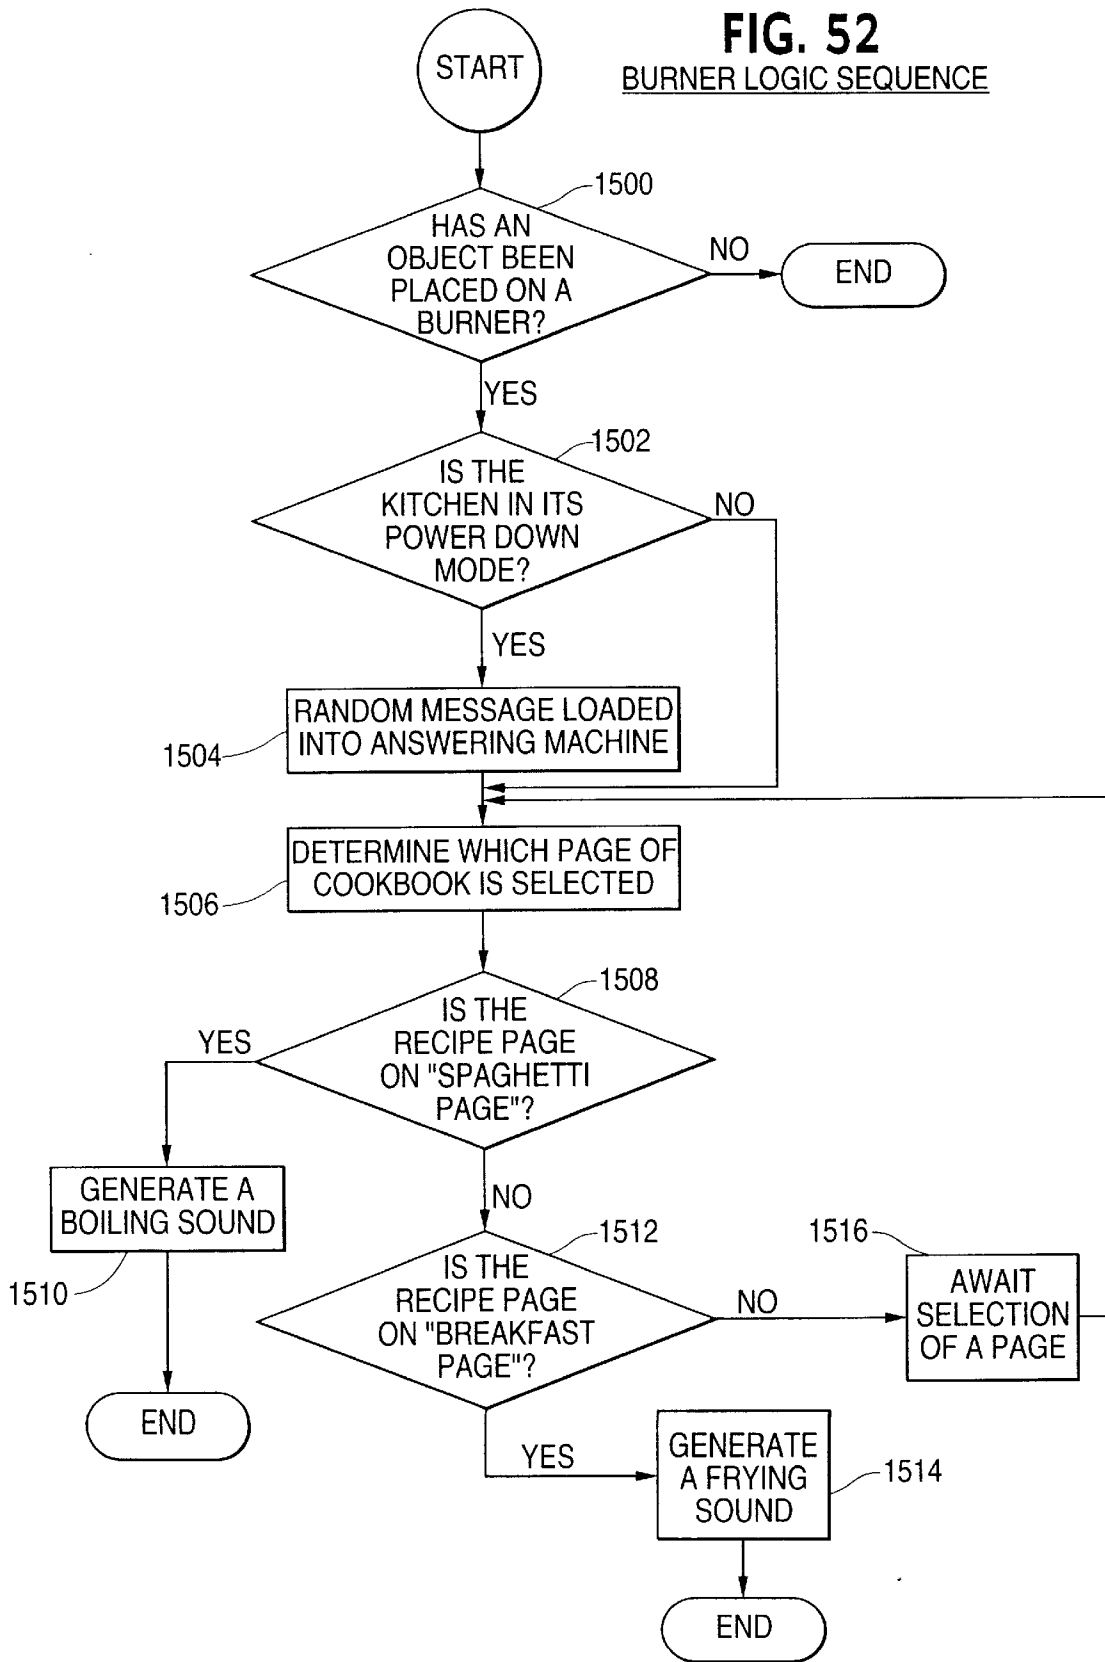 FIG. 52
BURNER LOGIC SEQUENCE
START
1500
HAS AN
OBJECT BEEN
PLACED ON A
BURNER?
NO
END
YES
1502
IS THE
KITCHEN IN ITS
POWER DOWN
MODE?
NO
YES
RANDOM MESSAGE LOADED
INTO ANSWERING MACHINE
1504
DETERMINE WHICH PAGE OF
COOKBOOK IS SELECTED
1506
1508
IS THE
RECIPE PAGE
ON "SPAGHETTI
PAGE"?
YES
GENERATE A
BOILING SOUND
1510
END
NO
1512
IS THE
RECIPE PAGE
ON "BREAKFAST
PAGE"?
NO
1516
AWAIT
SELECTION
OF A PAGE
YES
GENERATE
A FRYING
SOUND
1514
END